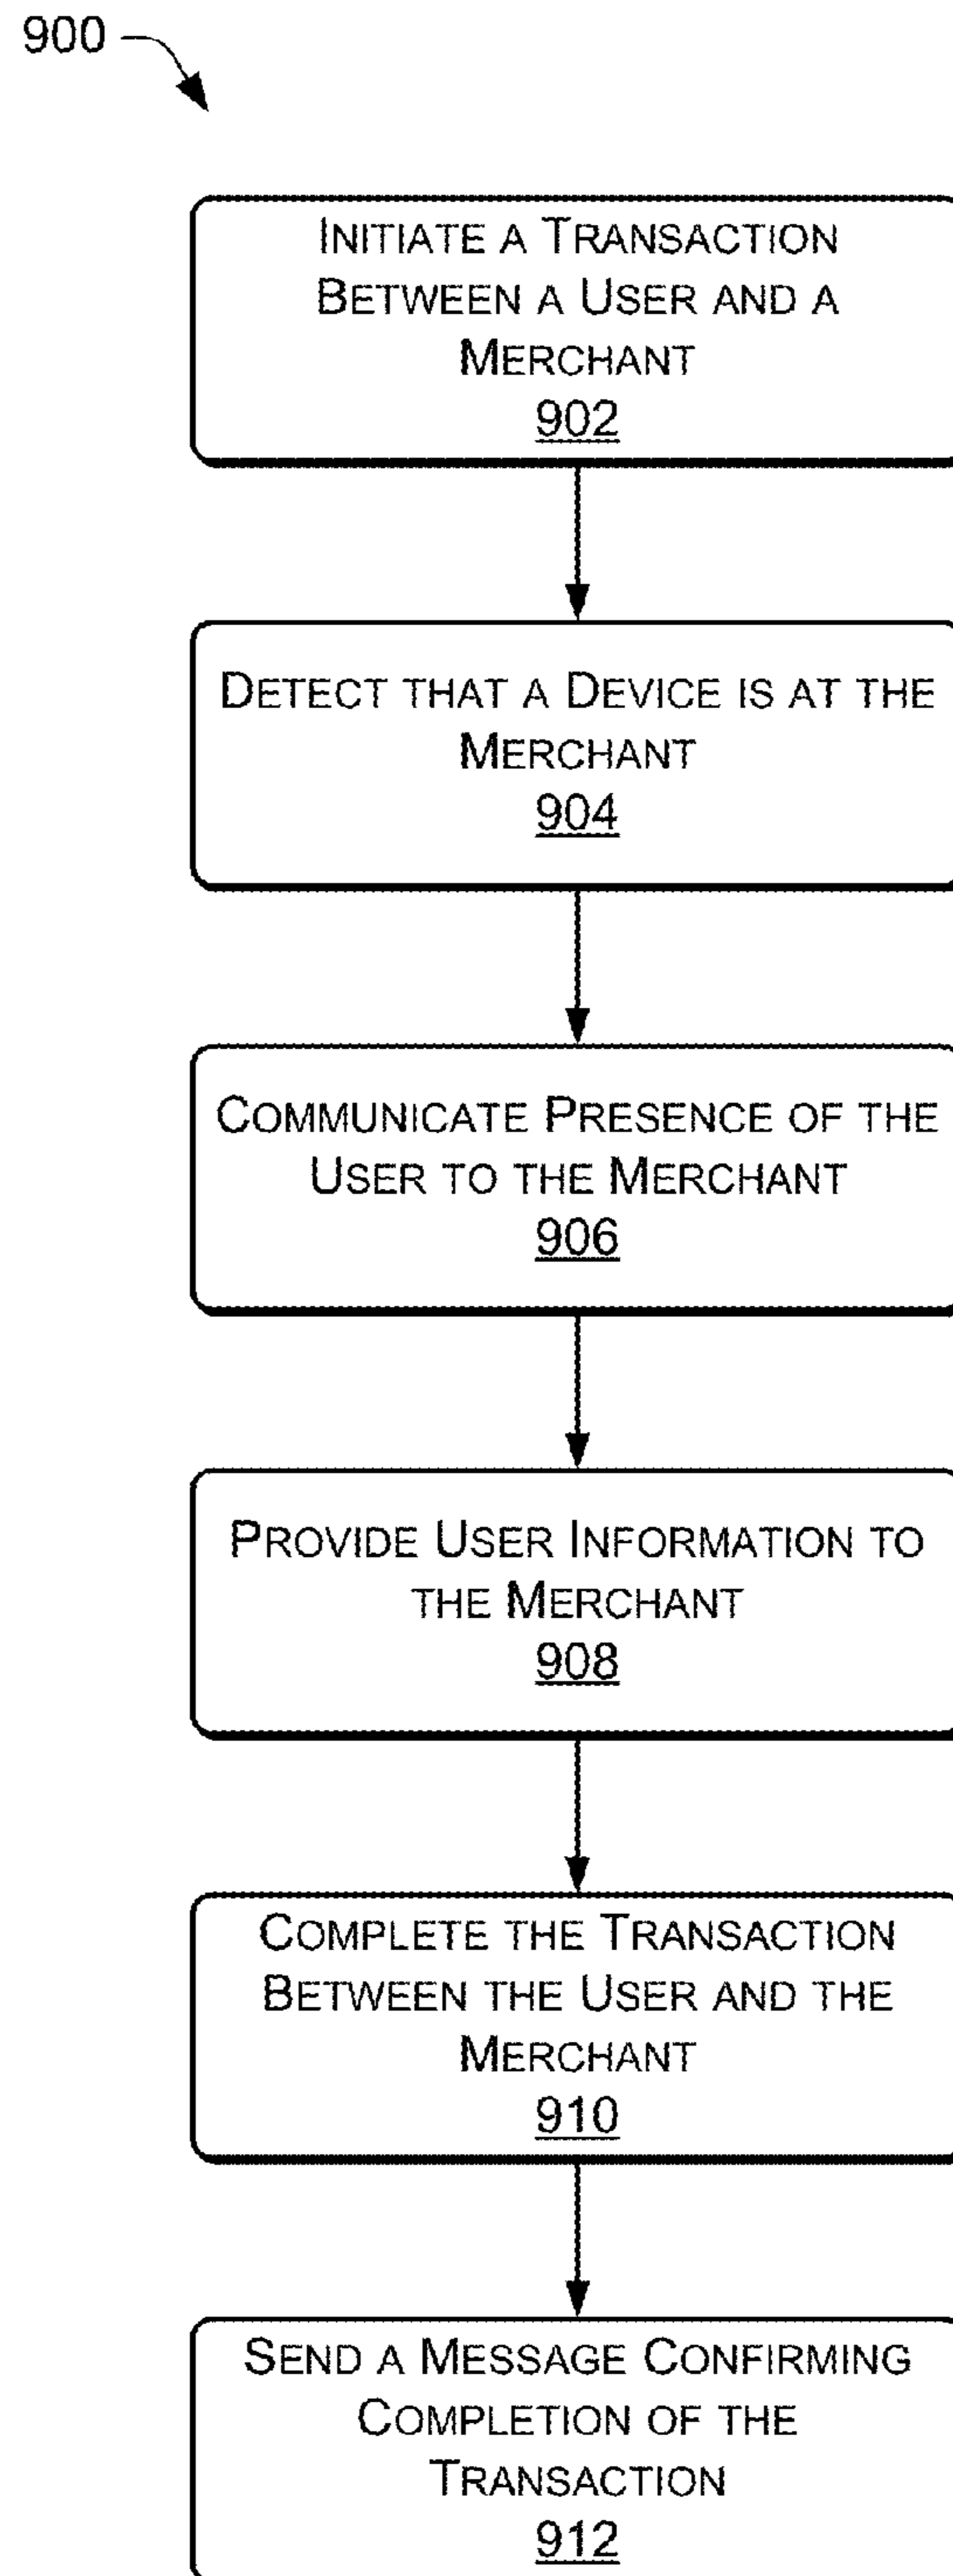 900
INITIATE A TRANSACTION
BETWEEN A USER AND A
MERCHANT
902
DETECT THAT A DEVICE IS AT THE
MERCHANT
904
COMMUNICATE PRESENCE OF THE
USER TO THE MERCHANT
906
PROVIDE USER INFORMATION TO
THE MERCHANT
908
COMPLETE THE TRANSACTION
BETWEEN THE USER AND THE
MERCHANT
910
SEND A MESSAGE CONFIRMING
COMPLETION OF THE
TRANSACTION
912